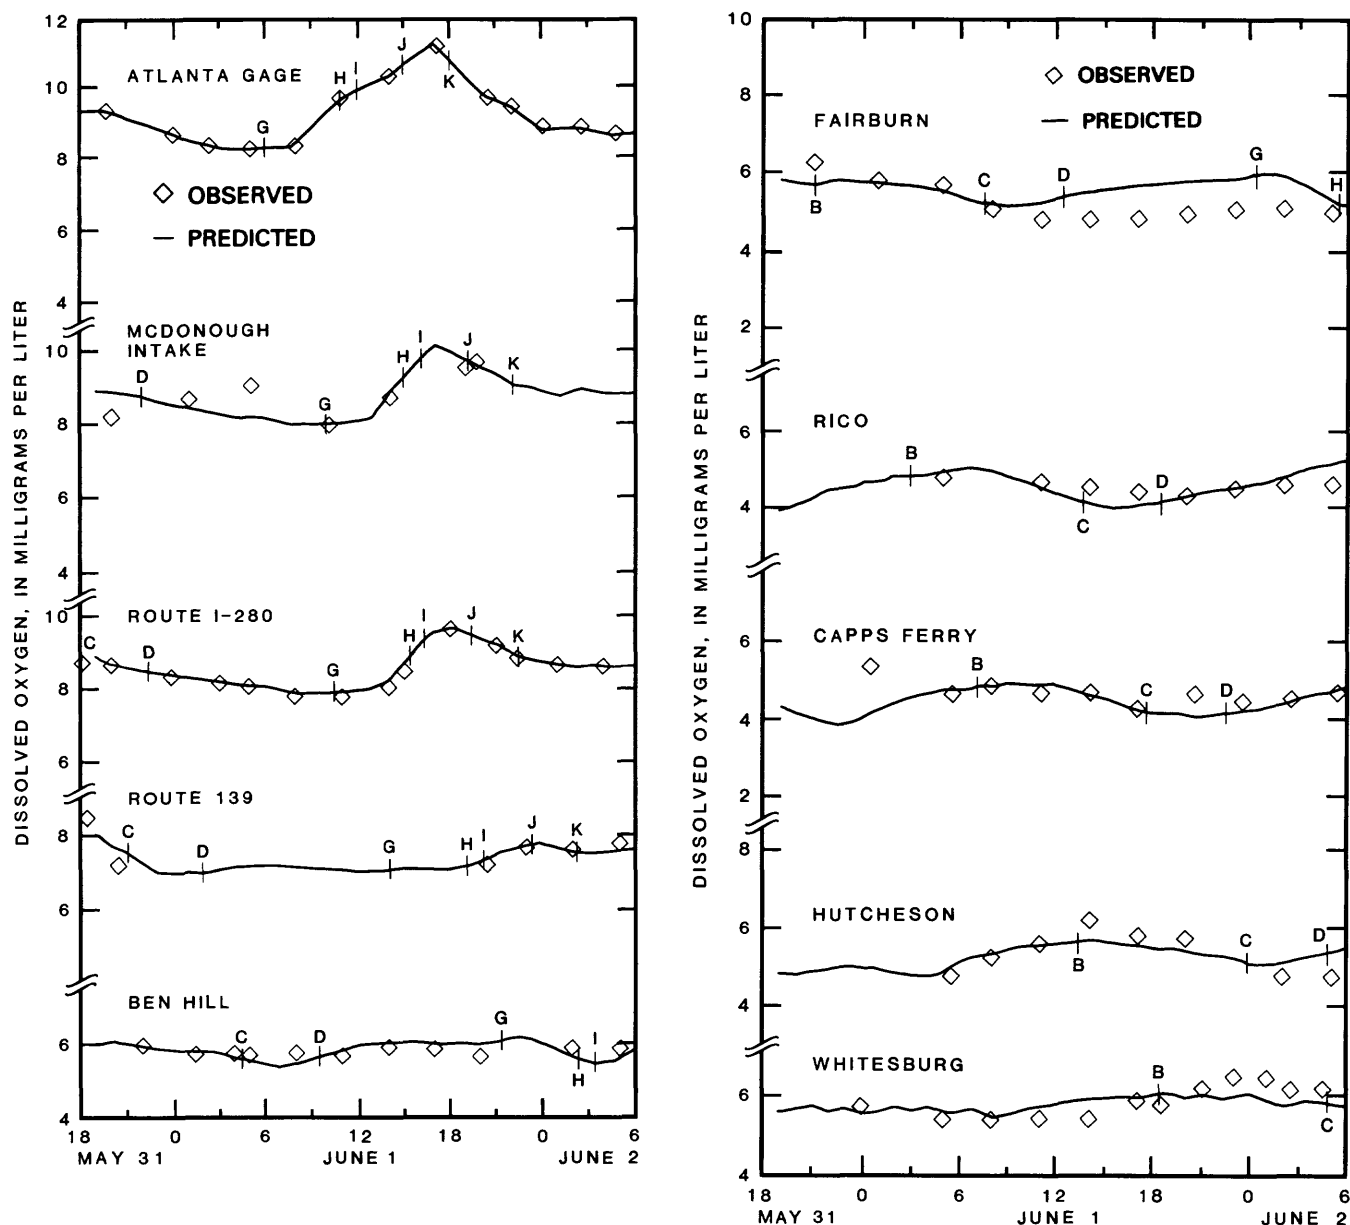 DISSOLVED OXYGEN, IN MILLIGRAMS PER LITER
12
10
8
6
4
ATLANTA GAGE
G
H
I
J
K
OBSERVED
PREDICTED
MCDONOUGH
INTAKE
10
8
6
4
D
G
H
I
J
K
ROUTE I-280
10
8
6
C
D
G
H
I
J
K
ROUTE 139
8
6
C
D
G
H
I
J
K
BEN HILL
6
4
C
D
G
H
I
18 0 6 12 18 0 6
MAY 31 JUNE 1 JUNE 2
DISSOLVED OXYGEN, IN MILLIGRAMS PER LITER
10
8
6
4
2
OBSERVED
PREDICTED
FAIRBURN
B
C
D
G
H
RICO
6
4
B
C
D
CAPPS FERRY
6
4
2
B
C
D
HUTCHESON
8
6
4
B
C
D
WHITESBURG
6
4
B
C
18 0 6 12 18 0 6
MAY 31 JUNE 1 JUNE 2